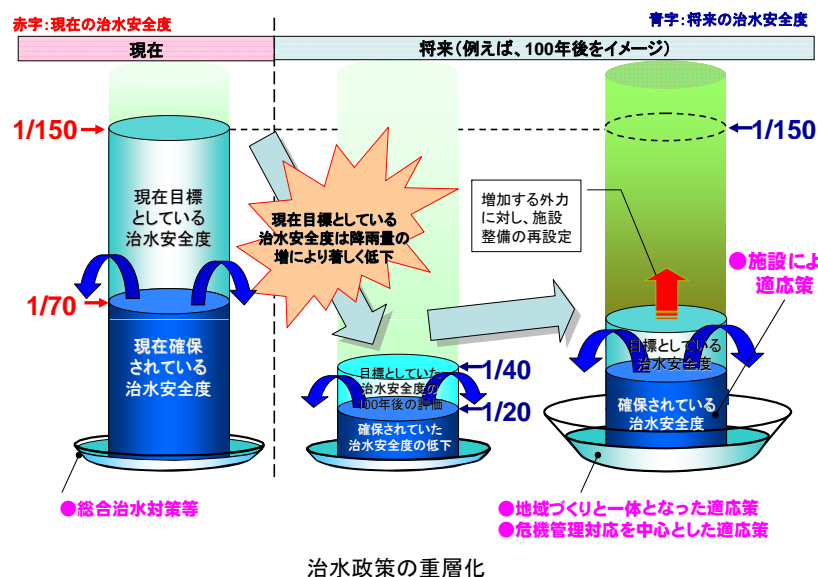 赤字:現在の治水安全度
青字:将来の治水安全度
現在
将来(例えば、100年後をイメージ)
1/150
現在目標
としている
治水安全度
1/70
現在確保
されている
治水安全度
●総合治水対策等
現在目標としている
治水安全度は降雨量の
増により著しく低下
目標としていた
治水安全度の
100年後の評価
1/40
1/20
確保されていた
治水安全度の低下
1/150
増加する外力
に対し、施設
整備の再設定
●施設によ
適応策
目標としている
治水安全度
確保されている
治水安全度
●地域づくりと一体となった適応策
●危機管理対応を中心とした適応策
治水政策の重層化